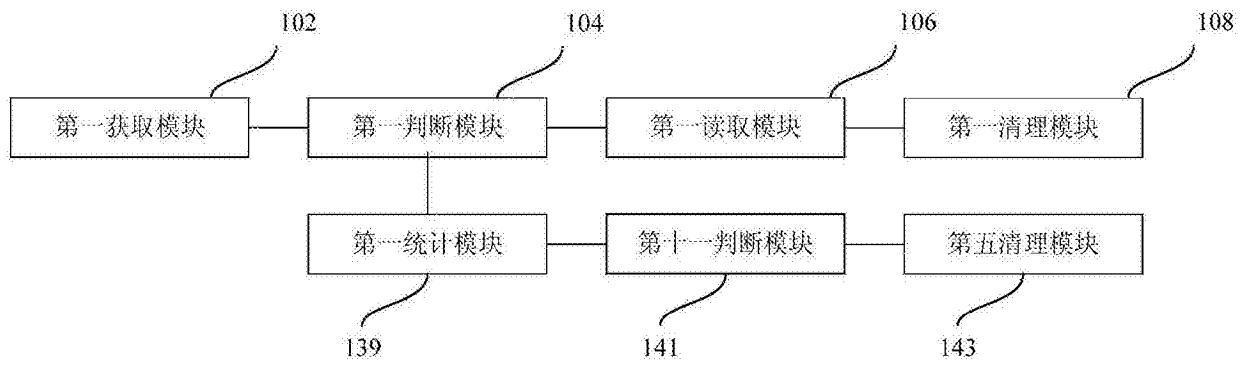 102 104 106 108
第一获取模块 第一判断模块 第一读取模块 第一清理模块
第一统计模块 第十一判断模块 第五清理模块
139 141 143